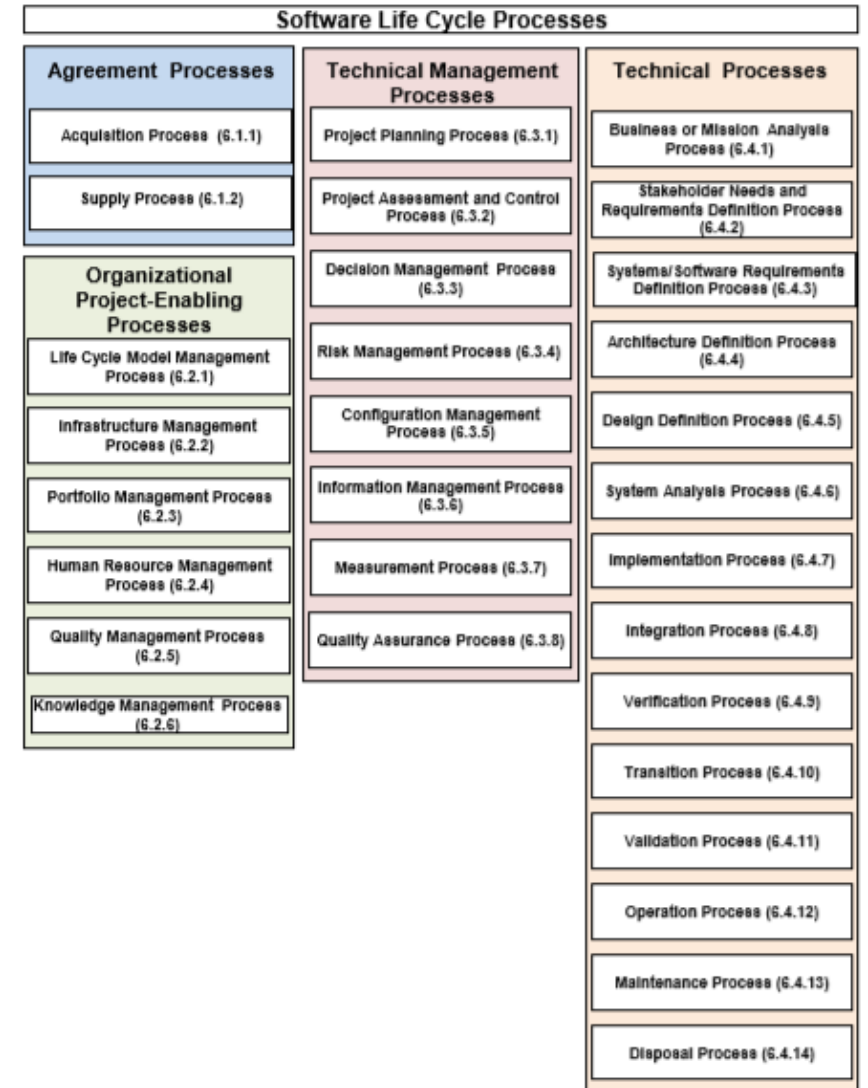 Software Life Cycle Processes
Agreement Processes
Acquisition Process (6.1.1)
Supply Process (6.1.2)
Organizational
Project-Enabling
Processes
Life Cycle Model Management
Process (6.2.1)
Infrastructure Management
Process (6.2.2)
Portfolio Management Process
(6.2.3)
Human Resource Management
Process (6.2.4)
Quality Management Process
(6.2.5)
Knowledge Management Process
(6.2.6)
Technical Management
Processes
Project Planning Process (6.3.1)
Project Assessment and Control
Process (6.3.2)
Decision Management Process
(6.3.3)
Risk Management Process (6.3.4)
Configuration Management
Process (6.3.5)
Information Management Process
(6.3.6)
Measurement Process (6.3.7)
Quality Assurance Process (6.3.8)
Technical Processes
Business or Mission Analysis
Process (6.4.1)
Stakeholder Needs and
Requirements Definition Process
(6.4.2)
Systems/Software Requirements
Definition Process (6.4.3)
Architecture Definition Process
(6.4.4)
Design Definition Process (6.4.5)
System Analysis Process (6.4.6)
Implementation Process (6.4.7)
Integration Process (6.4.8)
Verification Process (6.4.9)
Transition Process (6.4.10)
Validation Process (6.4.11)
Operation Process (6.4.12)
Maintenance Process (6.4.13)
Disposal Process (6.4.14)